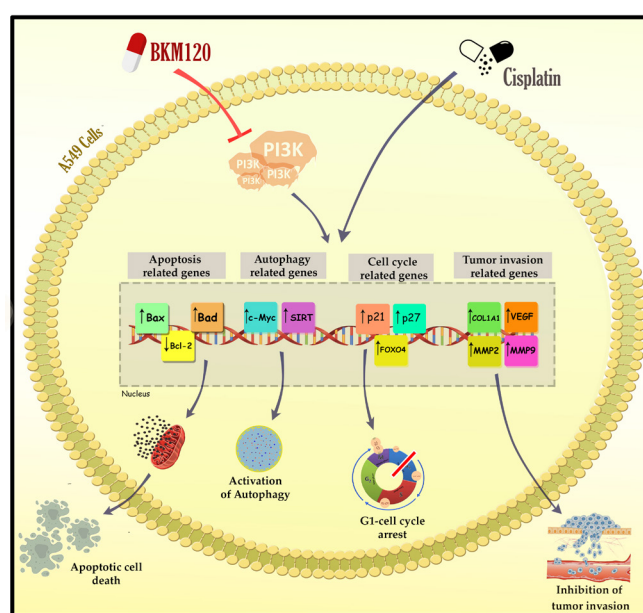 BKM120
Cisplatin
A549 Cells
PI3K
PI3K
PI3K
PI3K
Apoptosis
related genes
Autophagy
related genes
Cell cycle
related genes
Tumor invasion
related genes
↑Bax
↑Bad
↓Bcl-2
↑c-Myc
↑SIRT
↑p21
↑p27
↑FOXO4
↑COL1A1
↑VEGF
↑MMP2
↑MMP9
Nucleus
Activation
of Autophagy
G1-cell cycle
arrest
Apoptotic cell
death
Inhibition of
tumor invasion